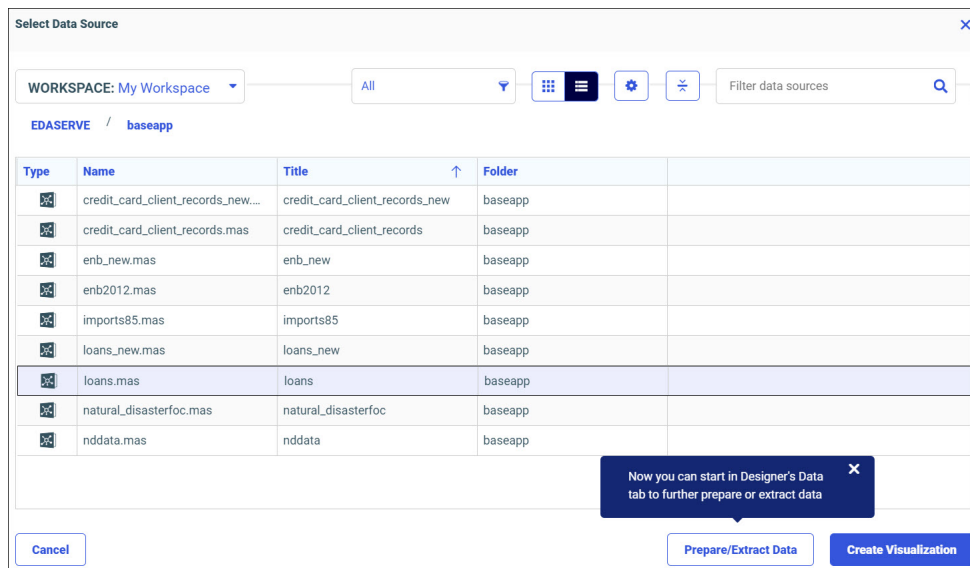 Select Data Source
WORKSPACE: My Workspace
All
Filter data sources
EDASERVE / baseapp
Type Name Title Folder
credit_card_client_records_new.... credit_card_client_records_new baseapp
credit_card_client_records.mas credit_card_client_records baseapp
enb_new.mas enb_new baseapp
enb2012.mas enb2012 baseapp
imports85.mas imports85 baseapp
loans_new.mas loans_new baseapp
loans.mas loans baseapp
natural_disasterfoc.mas natural_disasterfoc baseapp
nddata.mas nddata baseapp
Now you can start in Designer's Data
tab to further prepare or extract data
Cancel Prepare/Extract Data Create Visualization